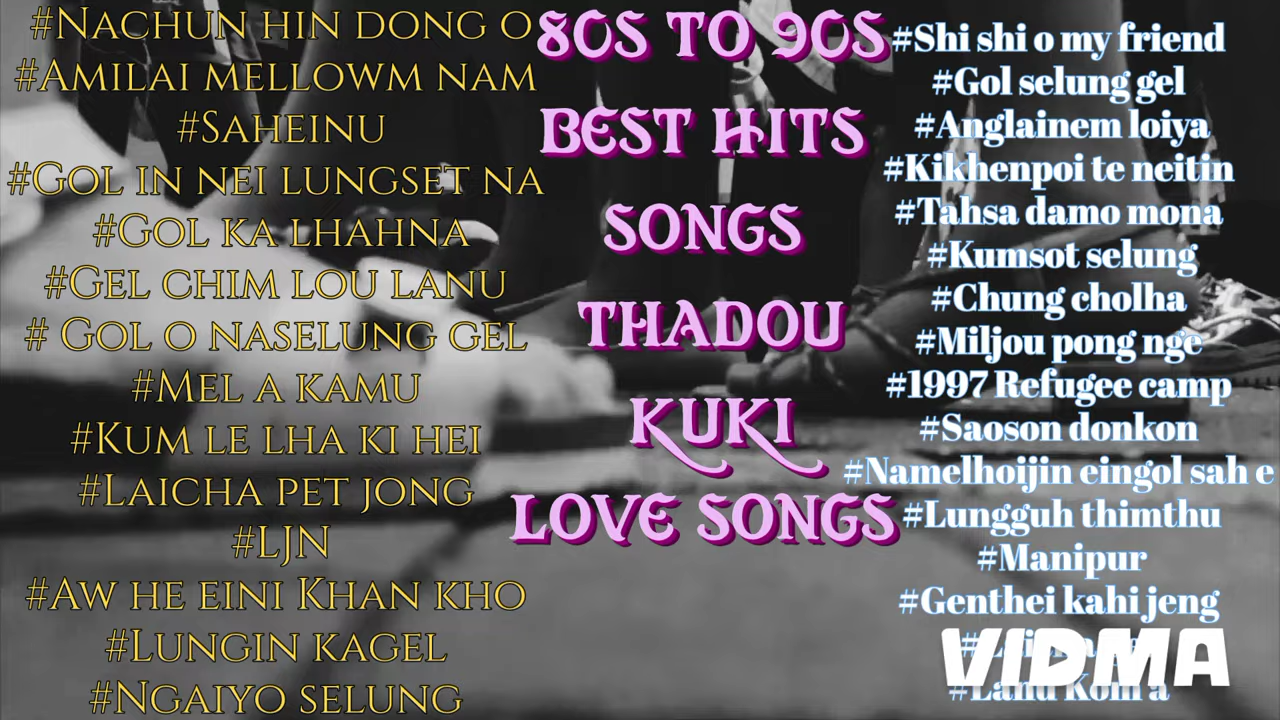 #Nachun hin dong o
#Amilai mellowm nam
#Saheinu
#Gol in nei lungset na
#Gol ka lhahna
#Gel chim lou lanu
# Gol o naselung gel
#Mel a kamu
#Kum le lha ki hei
#Laicha pet jong
#LJN
#Aw he eini Khan kho
#Lungin kagel
#Ngaiyo selung
80s to 90s
Best hits
songs
Thadou
Kuki
Love songs
#Shi shi o my friend
#Gol selung gel
#Anglainem loiya
#Kikhenpoi te neitin
#Tahsa damo mona
#Kumsot selung
#Chung cholha
#Miljou pong nge
#1997 Refugee camp
#Saoson donkon
#Namelhoijin eingol sah e
#Lungguh thimthu
#Manipur
#Genthei kahi jeng
#Lanu Kom a
VIDMA